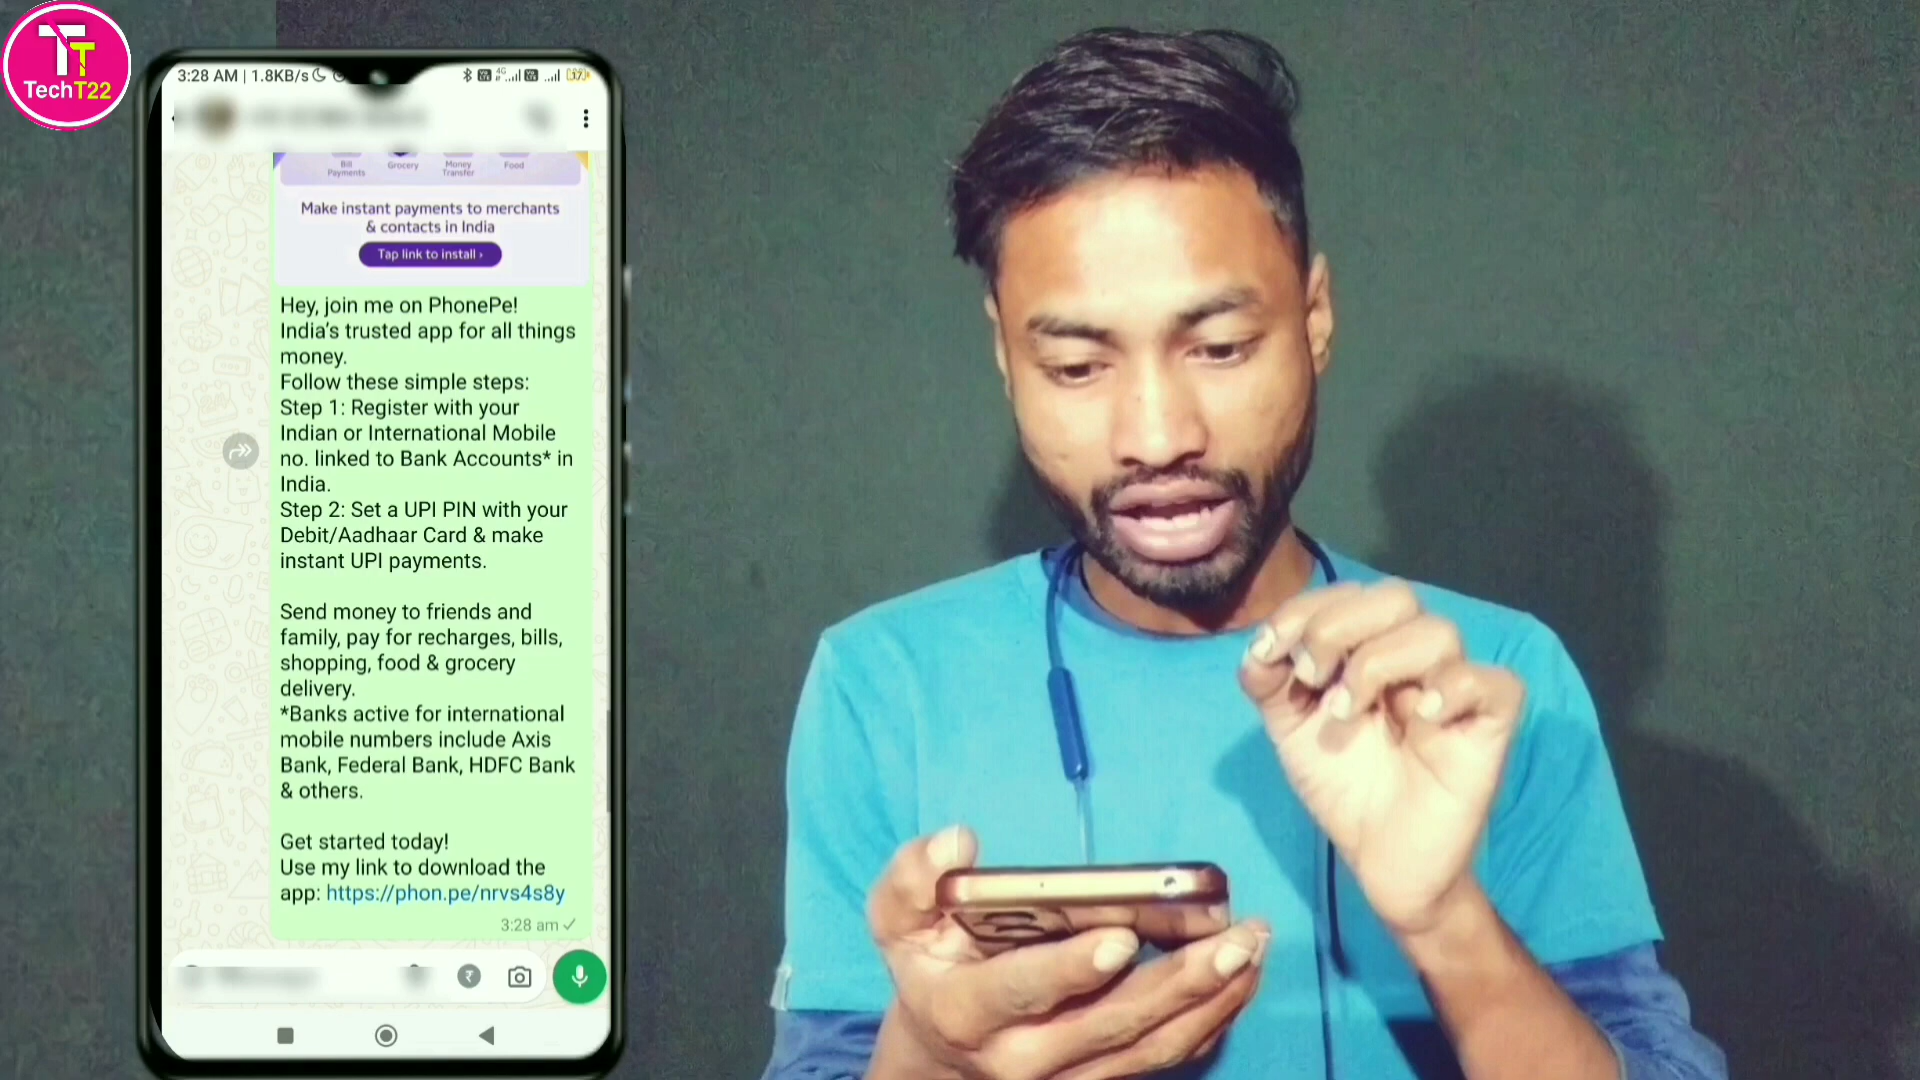 TT
TechT22
3:28 AM | 1.8KB/s
4G
17
Bill Payments
Grocery
Money Transfer
Food
Make instant payments to merchants
& contacts in India
Tap link to install ›
Hey, join me on PhonePe!
India’s trusted app for all things
money.
Follow these simple steps:
Step 1: Register with your
Indian or International Mobile
no. linked to Bank Accounts* in
India.
Step 2: Set a UPI PIN with your
Debit/Aadhaar Card & make
instant UPI payments.
Send money to friends and
family, pay for recharges, bills,
shopping, food & grocery
delivery.
*Banks active for international
mobile numbers include Axis
Bank, Federal Bank, HDFC Bank
& others.
Get started today!
Use my link to download the
app: https://phon.pe/nrvs4s8y
3:28 am
₹